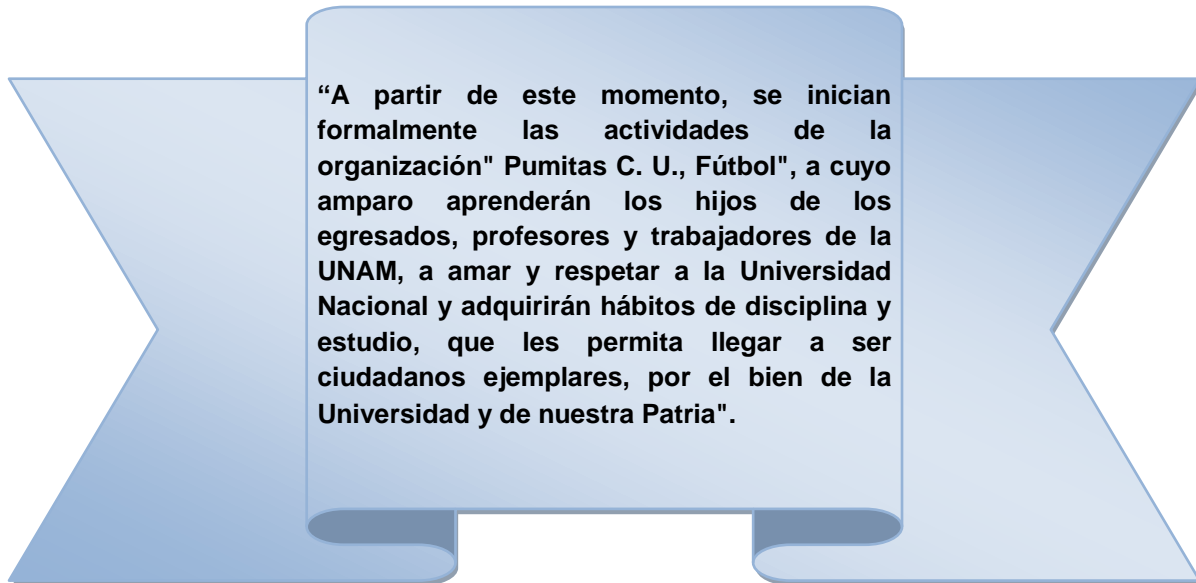 “A partir de este momento, se inician
formalmente las actividades de la
organización" Pumitas C. U., Fútbol", a cuyo
amparo aprenderán los hijos de los
egresados, profesores y trabajadores de la
UNAM, a amar y respetar a la Universidad
Nacional y adquirirán hábitos de disciplina y
estudio, que les permita llegar a ser
ciudadanos ejemplares, por el bien de la
Universidad y de nuestra Patria".